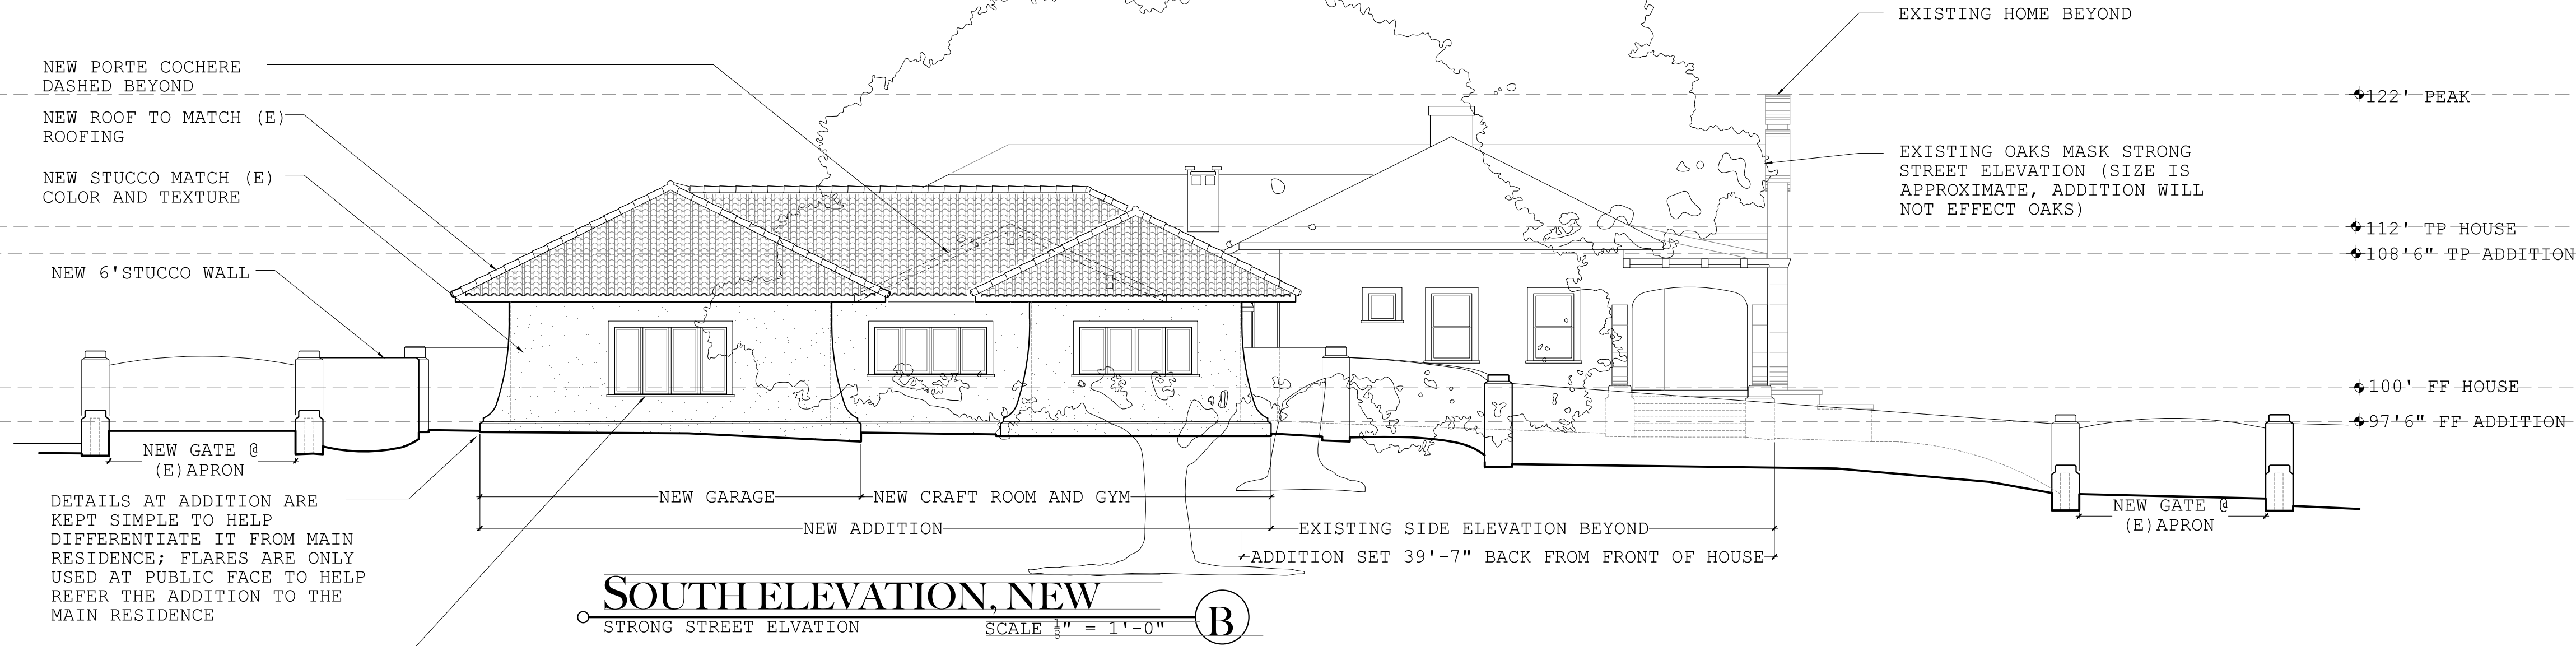 EXISTING HOME BEYOND
NEW PORTE COCHERE
DASHED BEYOND
122' PEAK
NEW ROOF TO MATCH (E)
ROOFING
EXISTING OAKS MASK STRONG
STREET ELEVATION (SIZE IS
APPROXIMATE, ADDITION WILL
NOT EFFECT OAKS)
NEW STUCCO MATCH (E)
COLOR AND TEXTURE
112' TP HOUSE
108'6" TP ADDITION
NEW 6'STUCCO WALL
100' FF HOUSE
97'6" FF ADDITION
NEW GATE @
(E)APRON
NEW GARAGE
NEW CRAFT ROOM AND GYM
NEW GATE @
(E)APRON
DETAILS AT ADDITION ARE
KEPT SIMPLE TO HELP
DIFFERENTIATE IT FROM MAIN
RESIDENCE; FLARES ARE ONLY
USED AT PUBLIC FACE TO HELP
REFER THE ADDITION TO THE
MAIN RESIDENCE
NEW ADDITION
EXISTING SIDE ELEVATION BEYOND
ADDITION SET 39'-7" BACK FROM FRONT OF HOUSE
SOUTH ELEVATION, NEW
B
STRONG STREET ELVATION
SCALE 1/8" = 1'-0"